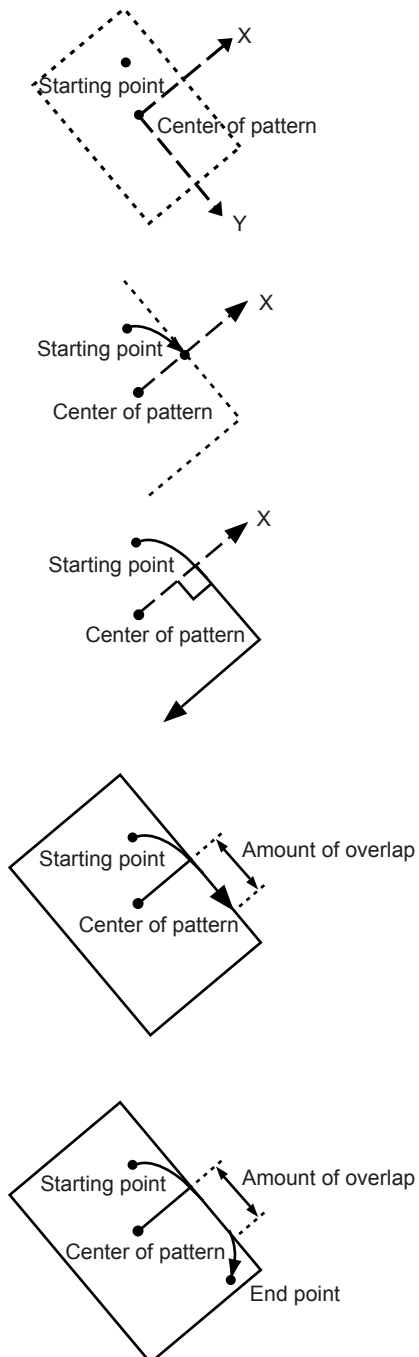 X
Starting point
Center of pattern
Y
X
Starting point
Center of pattern
X
Starting point
Center of pattern
Amount of overlap
Starting point
Center of pattern
Amount of overlap
Starting point
Center of pattern
End point